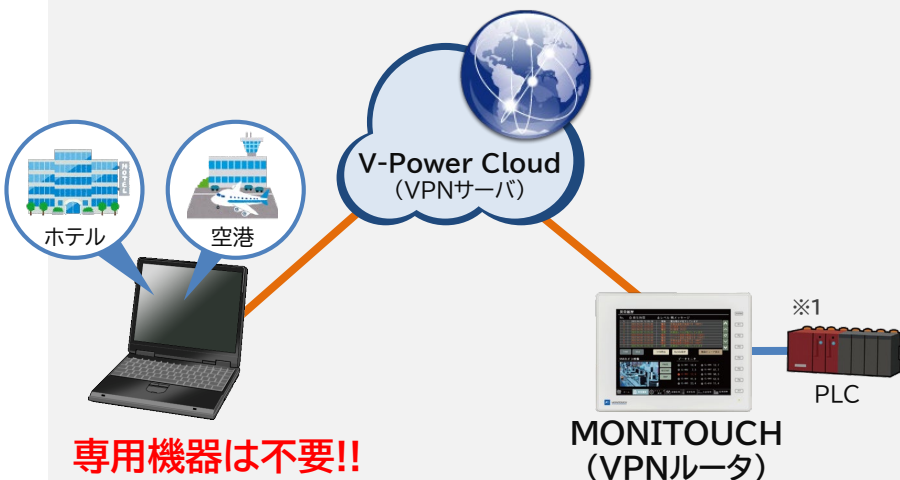 V-Power Cloud
（VPNサーバ）
HOTEL
ホテル
空港
※1
PLC
専用機器は不要!!
MONITOUCH
（VPNルータ）